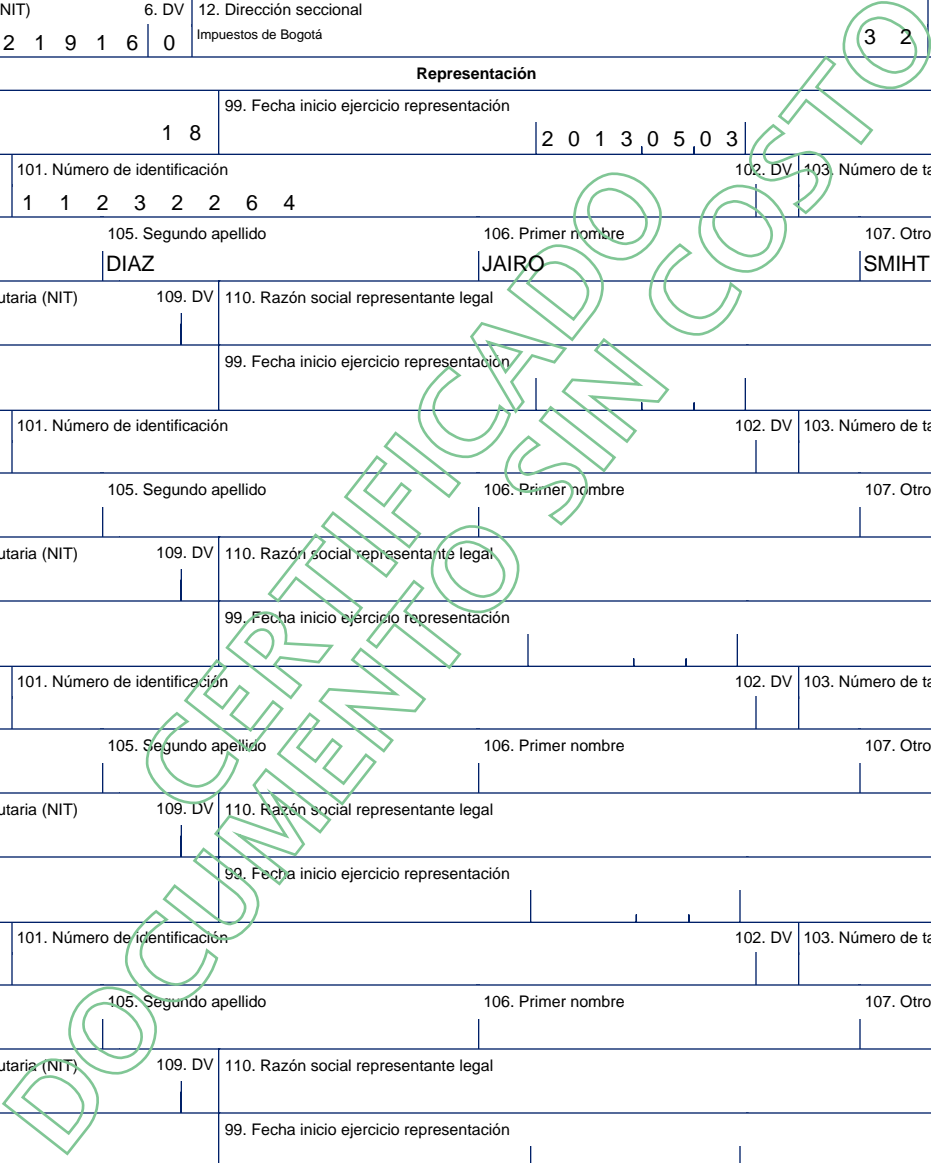 NIT) 6. DV 12. Dirección seccional
2 1 9 1 6 0 Impuestos de Bogotá 3 2
Representación
99. Fecha inicio ejercicio representación
1 8 2 0 1 3 0 5 0 3
101. Número de identificación 102. DV 103. Número de ta
1 1 2 3 2 2 6 4
105. Segundo apellido 106. Primer nombre 107. Otro
DIAZ JAIRO SMIHT
utaria (NIT) 109. DV 110. Razón social representante legal
99. Fecha inicio ejercicio representación
101. Número de identificación 102. DV 103. Número de ta
105. Segundo apellido 106. Primer nombre 107. Otro
utaria (NIT) 109. DV 110. Razón social representante legal
99. Fecha inicio ejercicio representación
101. Número de identificación 102. DV 103. Número de ta
105. Segundo apellido 106. Primer nombre 107. Otro
utaria (NIT) 109. DV 110. Razón social representante legal
99. Fecha inicio ejercicio representación
101. Número de identificación 102. DV 103. Número de ta
105. Segundo apellido 106. Primer nombre 107. Otro
utaria (NIT) 109. DV 110. Razón social representante legal
99. Fecha inicio ejercicio representación
CERTIFICADO
DOCUMENTO SIN COSTO